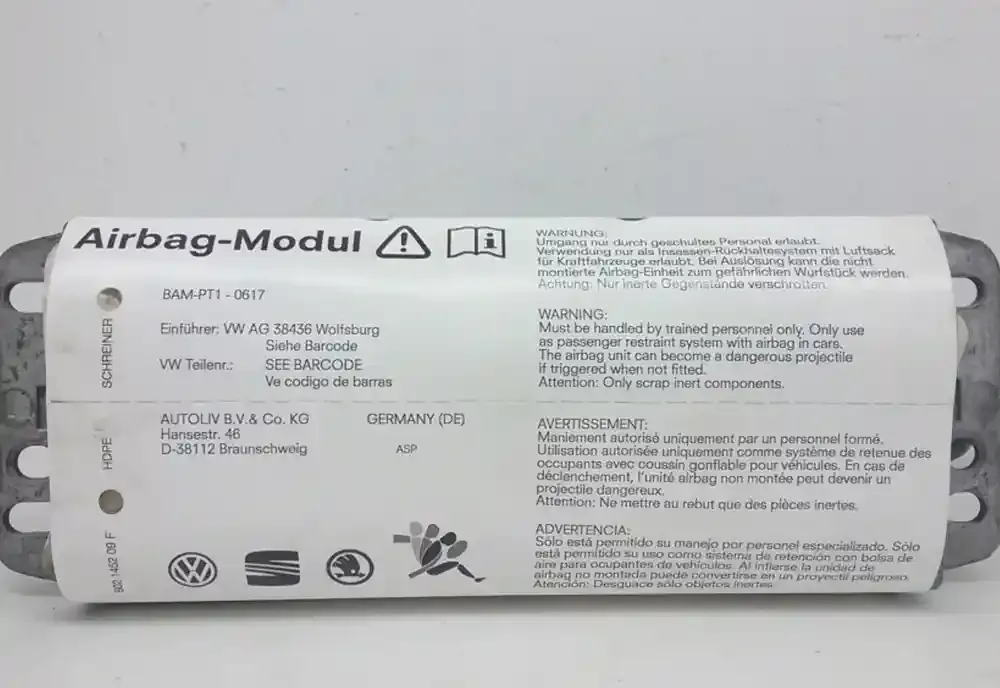 Airbag-Modul
BAM-PT1 - 0617
Einführer: VW AG 38436 Wolfsburg
Siehe Barcode
VW Teilenr.: SEE BARCODE
Ve codigo de barras
AUTOLIV B.V.& Co. KG GERMANY (DE)
Hansestr. 46
D-38112 Braunschweig ASP
SCHREINER
HDPE
802 1452 09 F
WARNUNG:
Umgang nur durch geschultes Personal erlaubt.
Verwendung nur als Insassen-Rückhaltesystem mit Luftsack
für Kraftfahrzeuge erlaubt. Bei Auslösung kann die nicht
montierte Airbag-Einheit zum gefährlichen Wurfstück werden.
Achtung: Nur inerte Gegenstände verschrotten.
WARNING:
Must be handled by trained personnel only. Only use
as passenger restraint system with airbag in cars.
The airbag unit can become a dangerous projectile
if triggered when not fitted.
Attention: Only scrap inert components.
AVERTISSEMENT:
Maniement autorisé uniquement par un personnel formé.
Utilisation autorisée uniquement comme système de retenue des
occupants avec coussin gonflable pour véhicules. En cas de
déclenchement, l'unité airbag non montée peut devenir un
projectile dangereux.
Attention: Ne mettre au rebut que des pièces inertes.
ADVERTENCIA:
Sólo está permitido su manejo por personel especializado. Sólo
está permitido su uso como sistema de retención con bolsa de
aire para ocupantes de vehículos. Al inflarse la unidad de
airbag no montada puede convertirse en un proyectil peligroso.
Atención: Desguace sólo objetos inertes.